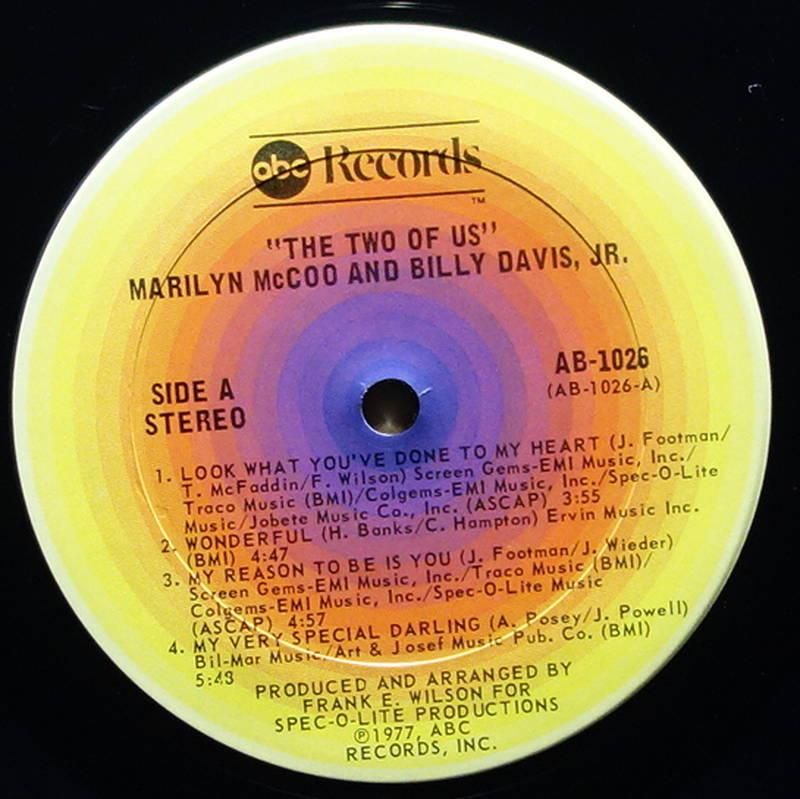 abc Records
TM
"THE TWO OF US"
MARILYN McCOO AND BILLY DAVIS, JR.
SIDE A
STEREO
AB-1026
(AB-1026-A)
1. LOOK WHAT YOU'VE DONE TO MY HEART (J. Footman/
T. McFaddin/F. Wilson) Screen Gems-EMI Music, Inc./
Traco Music (BMI)/Colgems-EMI Music, Inc./Spec-O-Lite
Music/Jobete Music Co., Inc. (ASCAP) 3:55
2. WONDERFUL (H. Banks/C. Hampton) Ervin Music Inc.
(BMI) 4:47
3. MY REASON TO BE IS YOU (J. Footman/J. Wieder)
Screen Gems-EMI Music, Inc./Traco Music (BMI)/
Colgems-EMI Music, Inc./Spec-O-Lite Music
(ASCAP) 4:57
4. MY VERY SPECIAL DARLING (A. Posey/J. Powell)
Bil-Mar Music/Art & Josef Music Pub. Co. (BMI)
5:43
PRODUCED AND ARRANGED BY
FRANK E. WILSON FOR
SPEC-O-LITE PRODUCTIONS
℗1977, ABC
RECORDS, INC.